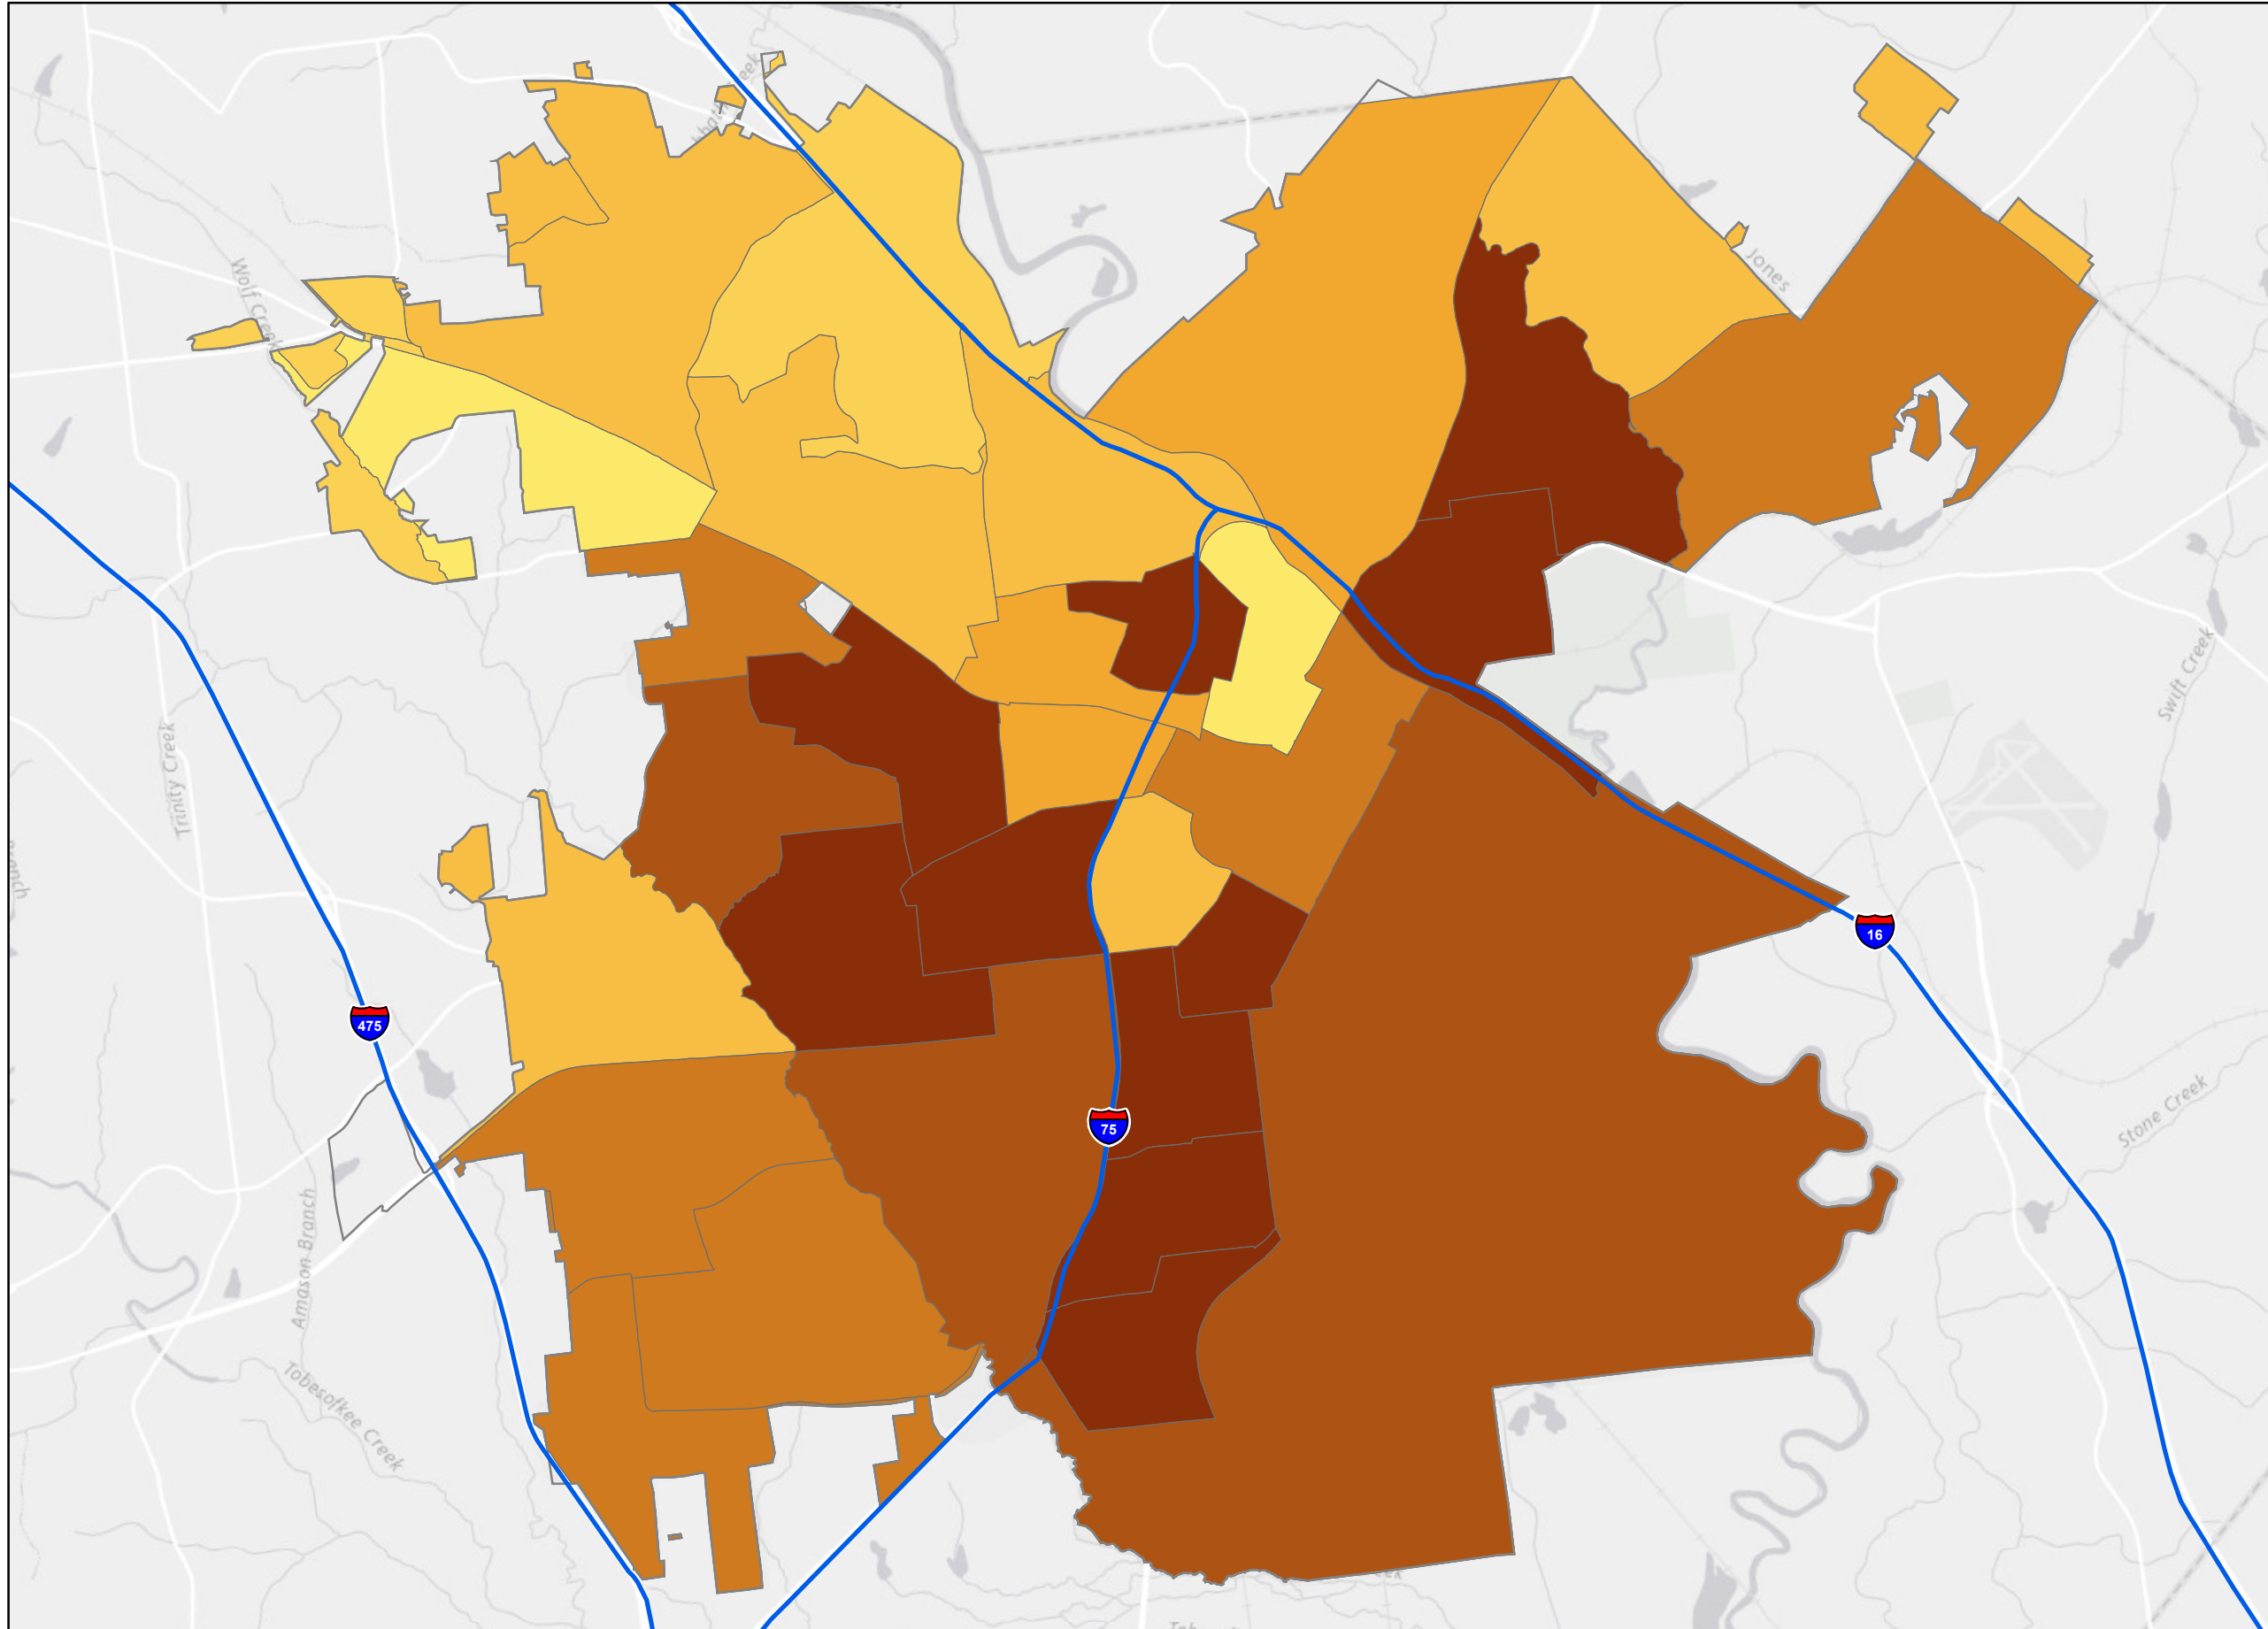 Wolf Creek
Jones
Swift Creek
Trinity Creek
16
475
75
Stone Creek
Amason Branch
Tobesofkee Creek